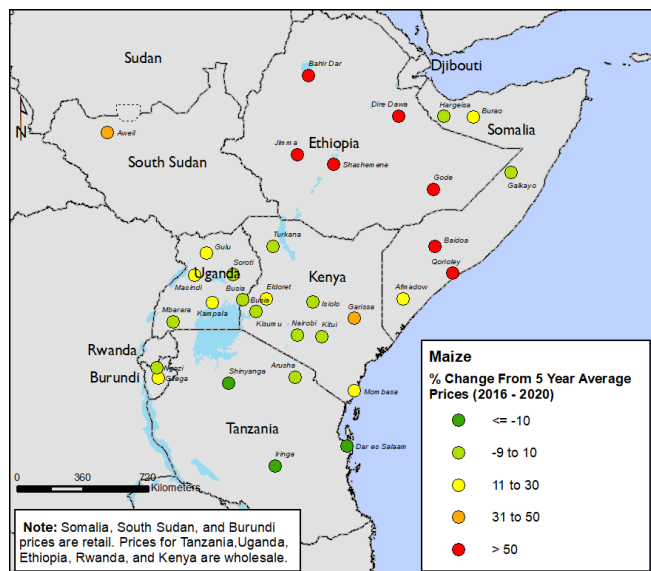 Sudan
Djibouti
Bahir Dar
Dire Dawa
Hargeisa
Burao
Aweil
N
Ethiopia
Somalia
Jimma
South Sudan
Shashemene
Galkayo
Gode
Turkana
Gulu
Baidoa
Soroti
Uganda
Kenya
Qorioley
Masindi
Busia
Eldoret
Afmadow
Busia
Isiolo
Kampala
Garissa
Mbarara
Kisumu
Nairobi
Kitui
Rwanda
Ngozi
Arusha
Burundi
Gitega
Shinyanga
Mombasa
Tanzania
Dar es Salaam
Iringa
0 360 720
Kilometers
Maize
% Change From 5 Year Average
Prices (2016 - 2020)
<= -10
-9 to 10
11 to 30
31 to 50
> 50
Note: Somalia, South Sudan, and Burundi
prices are retail. Prices for Tanzania,Uganda,
Ethiopia, Rwanda, and Kenya are wholesale.